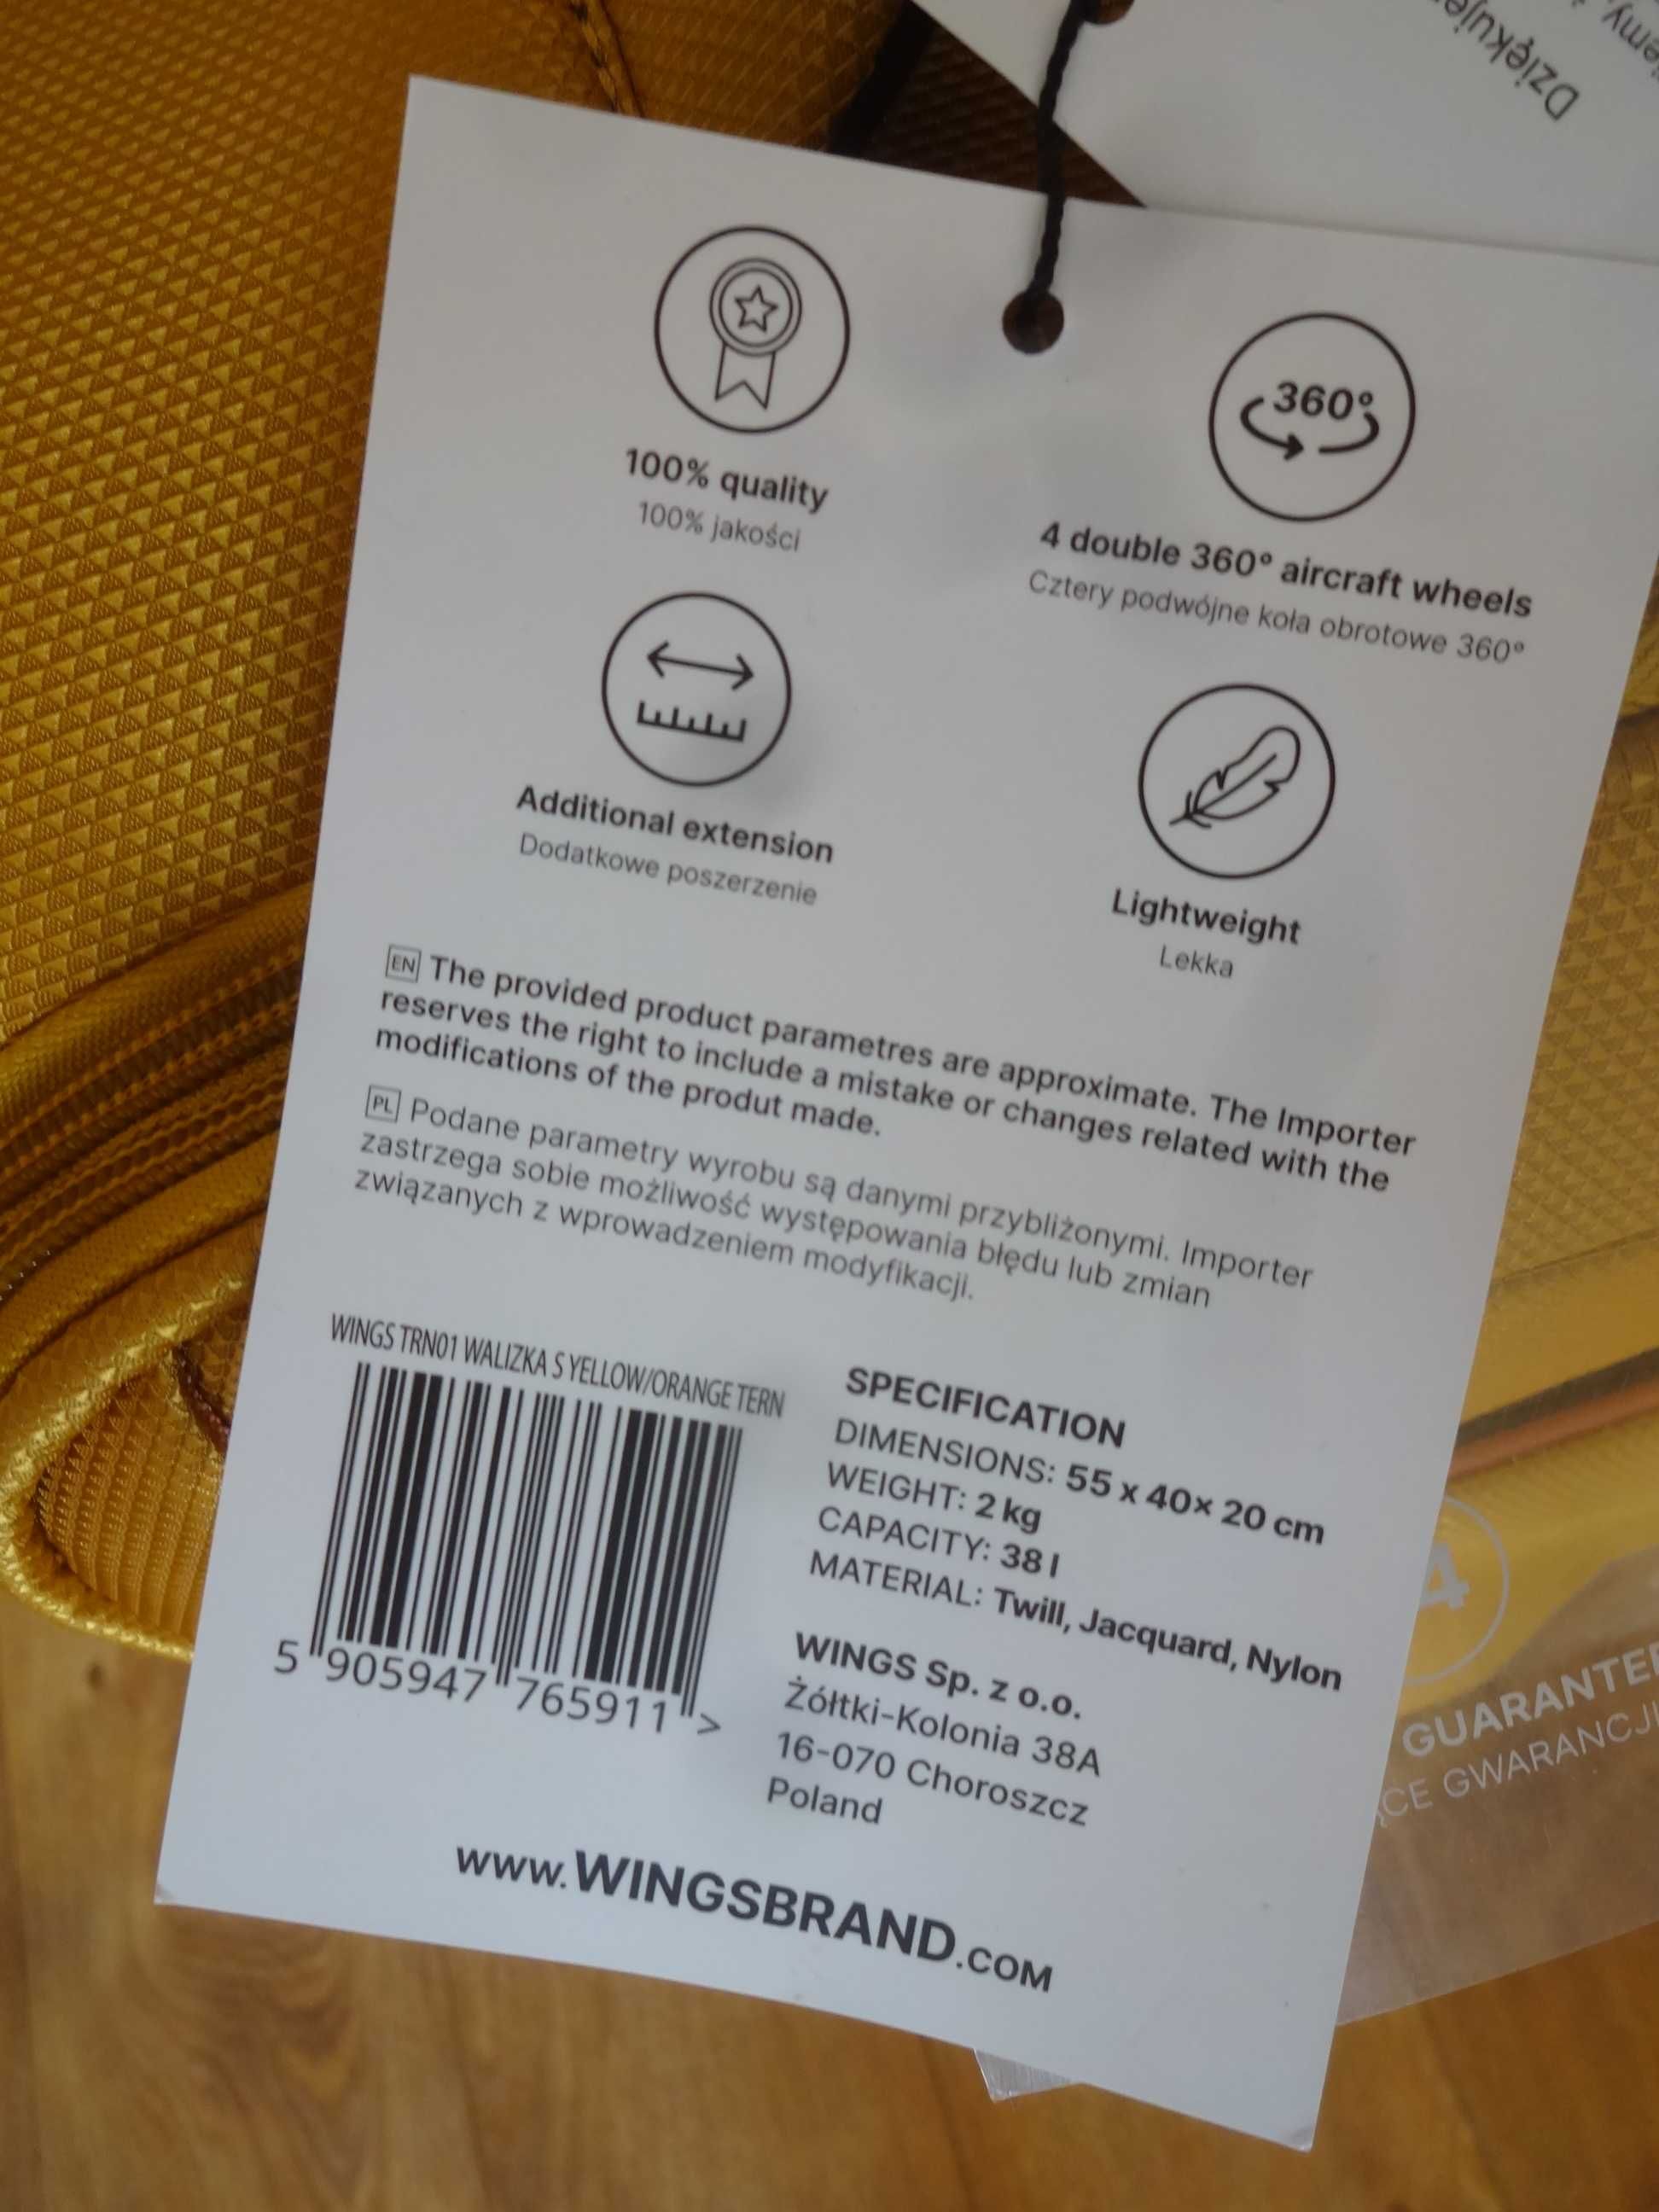 Dziękuje
360°
100% quality
100% jakości
4 double 360° aircraft wheels
Cztery podwójne koła obrotowe 360°
Additional extension
Dodatkowe poszerzenie
Lightweight
Lekka
EN The provided product parametres are approximate. The Importer
reserves the right to include a mistake or changes related with the
modifications of the produt made.
PL Podane parametry wyrobu są danymi przybliżonymi. Importer
zastrzega sobie możliwość występowania błędu lub zmian
związanych z wprowadzeniem modyfikacji.
WINGS TRN01 WALIZKA S YELLOW/ORANGE TERN
5 905947 765911 >
SPECIFICATION
DIMENSIONS: 55 x 40× 20 cm
WEIGHT: 2 kg
CAPACITY: 38 l
MATERIAL: Twill, Jacquard, Nylon
WINGS Sp. z o.o.
Żółtki-Kolonia 38A
16-070 Choroszcz
Poland
www.WINGSBRAND.COM
4
GUARANTEE
GWARANCJI